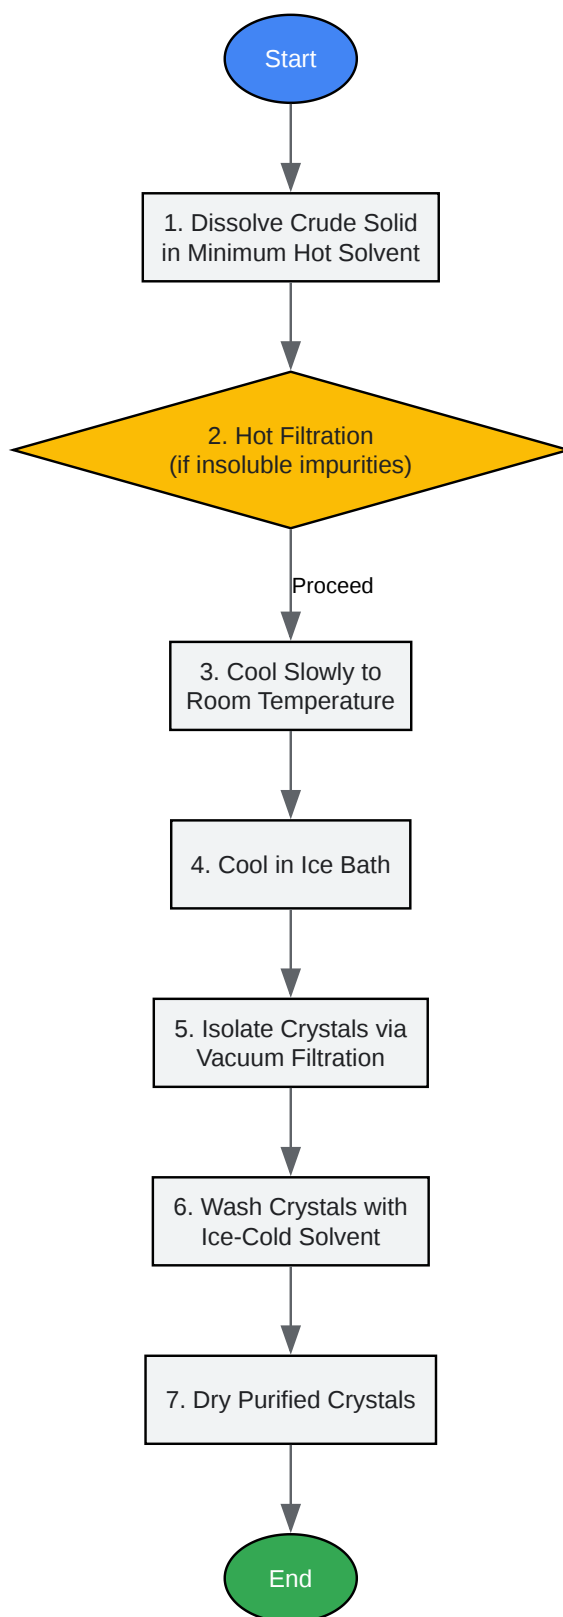 Start
1. Dissolve Crude Solid
in Minimum Hot Solvent
2. Hot Filtration
(if insoluble impurities)
Proceed
3. Cool Slowly to
Room Temperature
4. Cool in Ice Bath
5. Isolate Crystals via
Vacuum Filtration
6. Wash Crystals with
Ice-Cold Solvent
7. Dry Purified Crystals
End